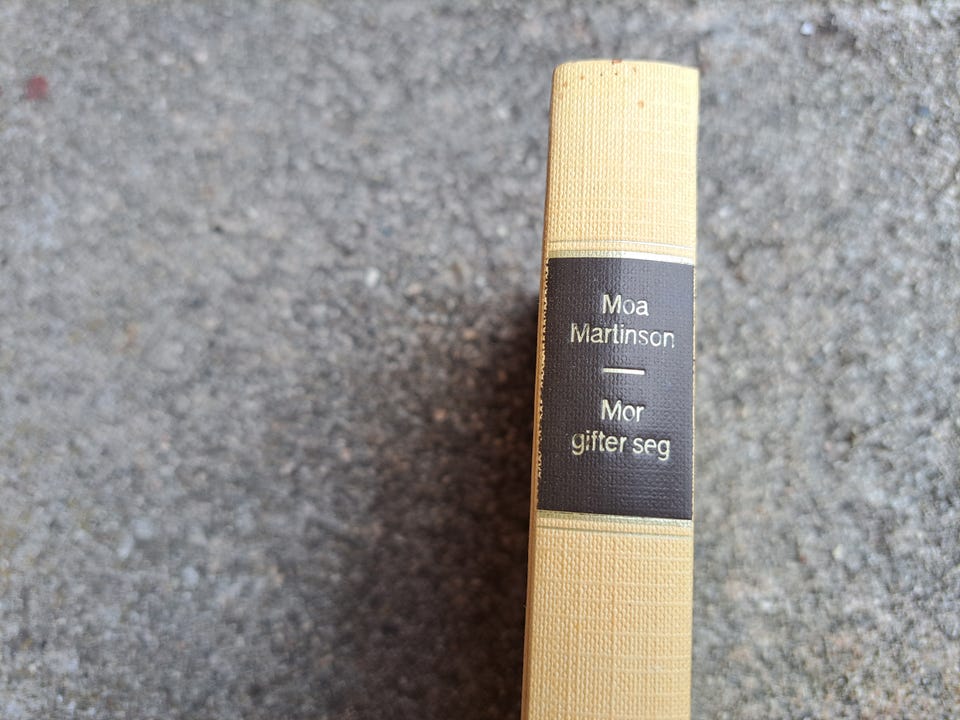 Moa
Martinson
Mor
gifter seg